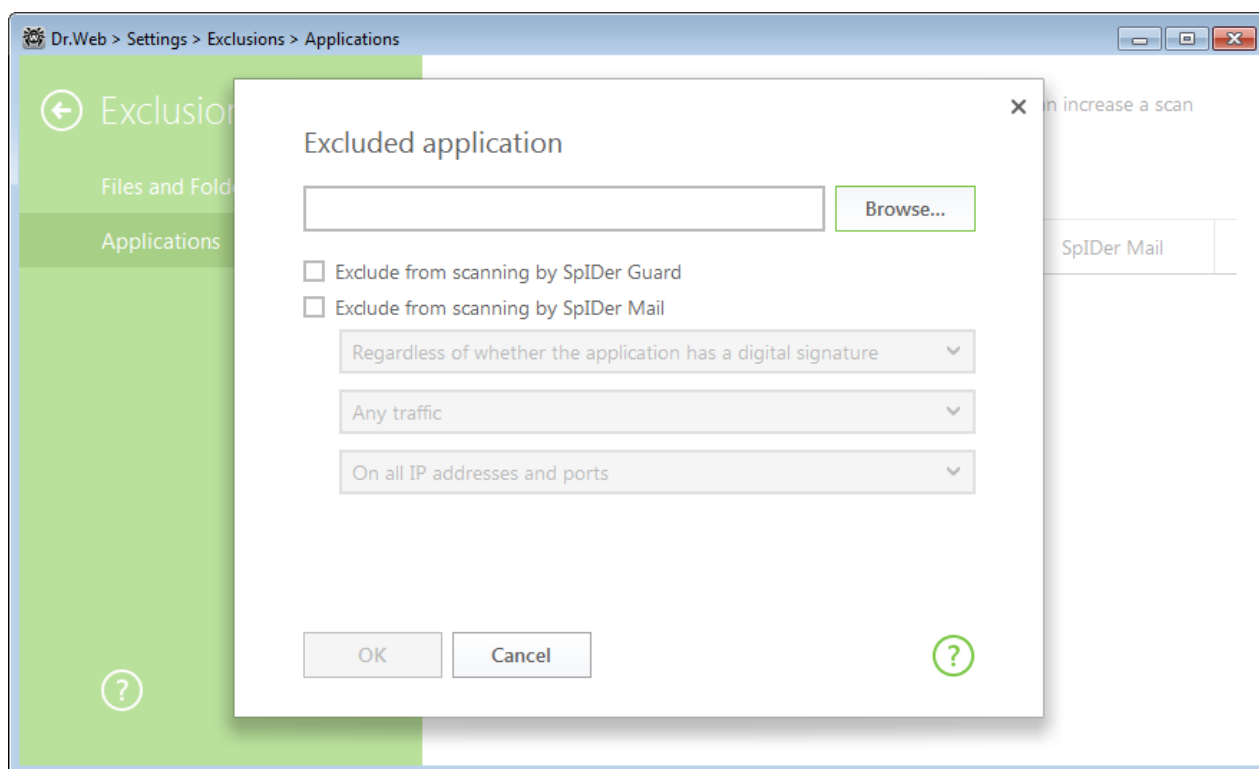 Dr.Web > Settings > Exclusions > Applications
increase a scan
Excluded application
Browse...
Applications
SpIDer Mail
Exclude from scanning by SpIDer Guard
Exclude from scanning by SpIDer Mail
Regardless of whether the application has a digital signature
Any traffic
On all IP addresses and ports
OK
Cancel
?
?
Files and